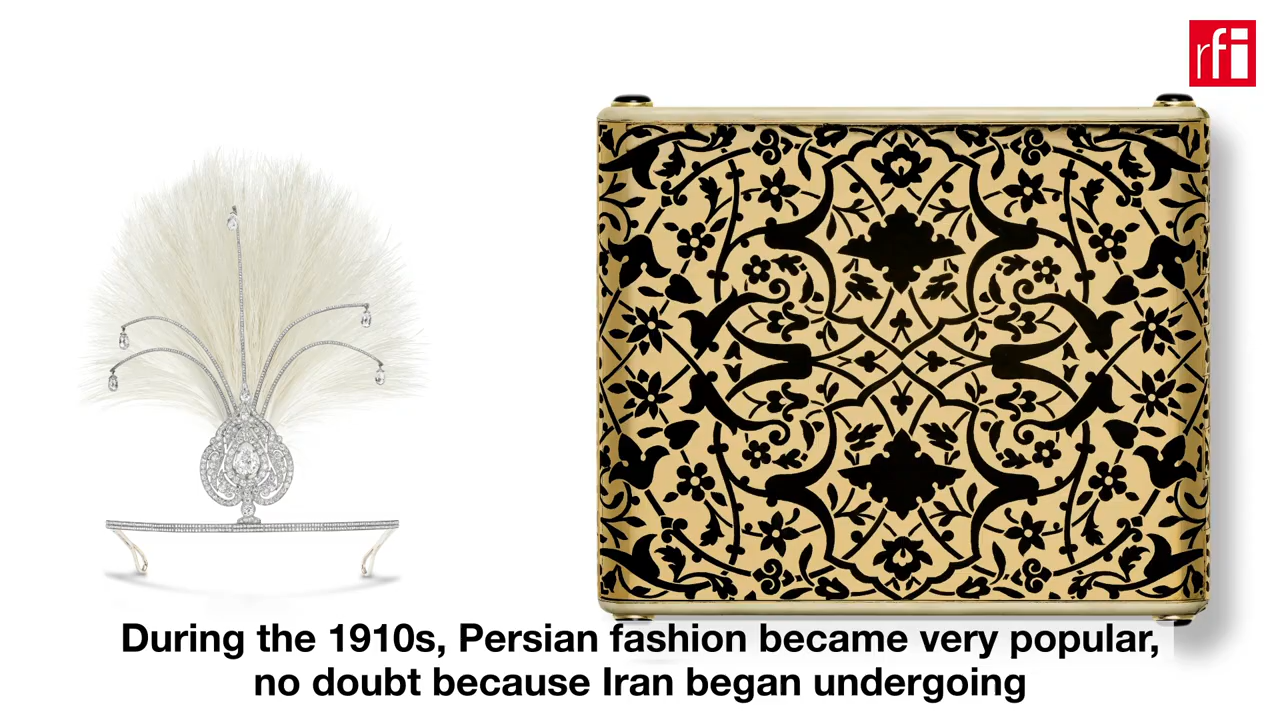 rfi
During the 1910s, Persian fashion became very popular,
no doubt because Iran began undergoing